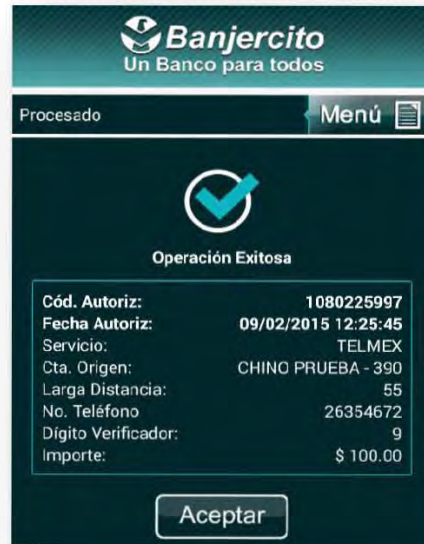 Banjercito
Un Banco para todos
Procesado
Menú
Operación Exitosa
Cód. Autoriz: 1080225997
Fecha Autoriz: 09/02/2015 12:25:45
Servicio: TELMEX
Cta. Origen: CHINO PRUEBA - 390
Larga Distancia: 55
No. Teléfono 26354672
Dígito Verificador: 9
Importe: $ 100.00
Aceptar